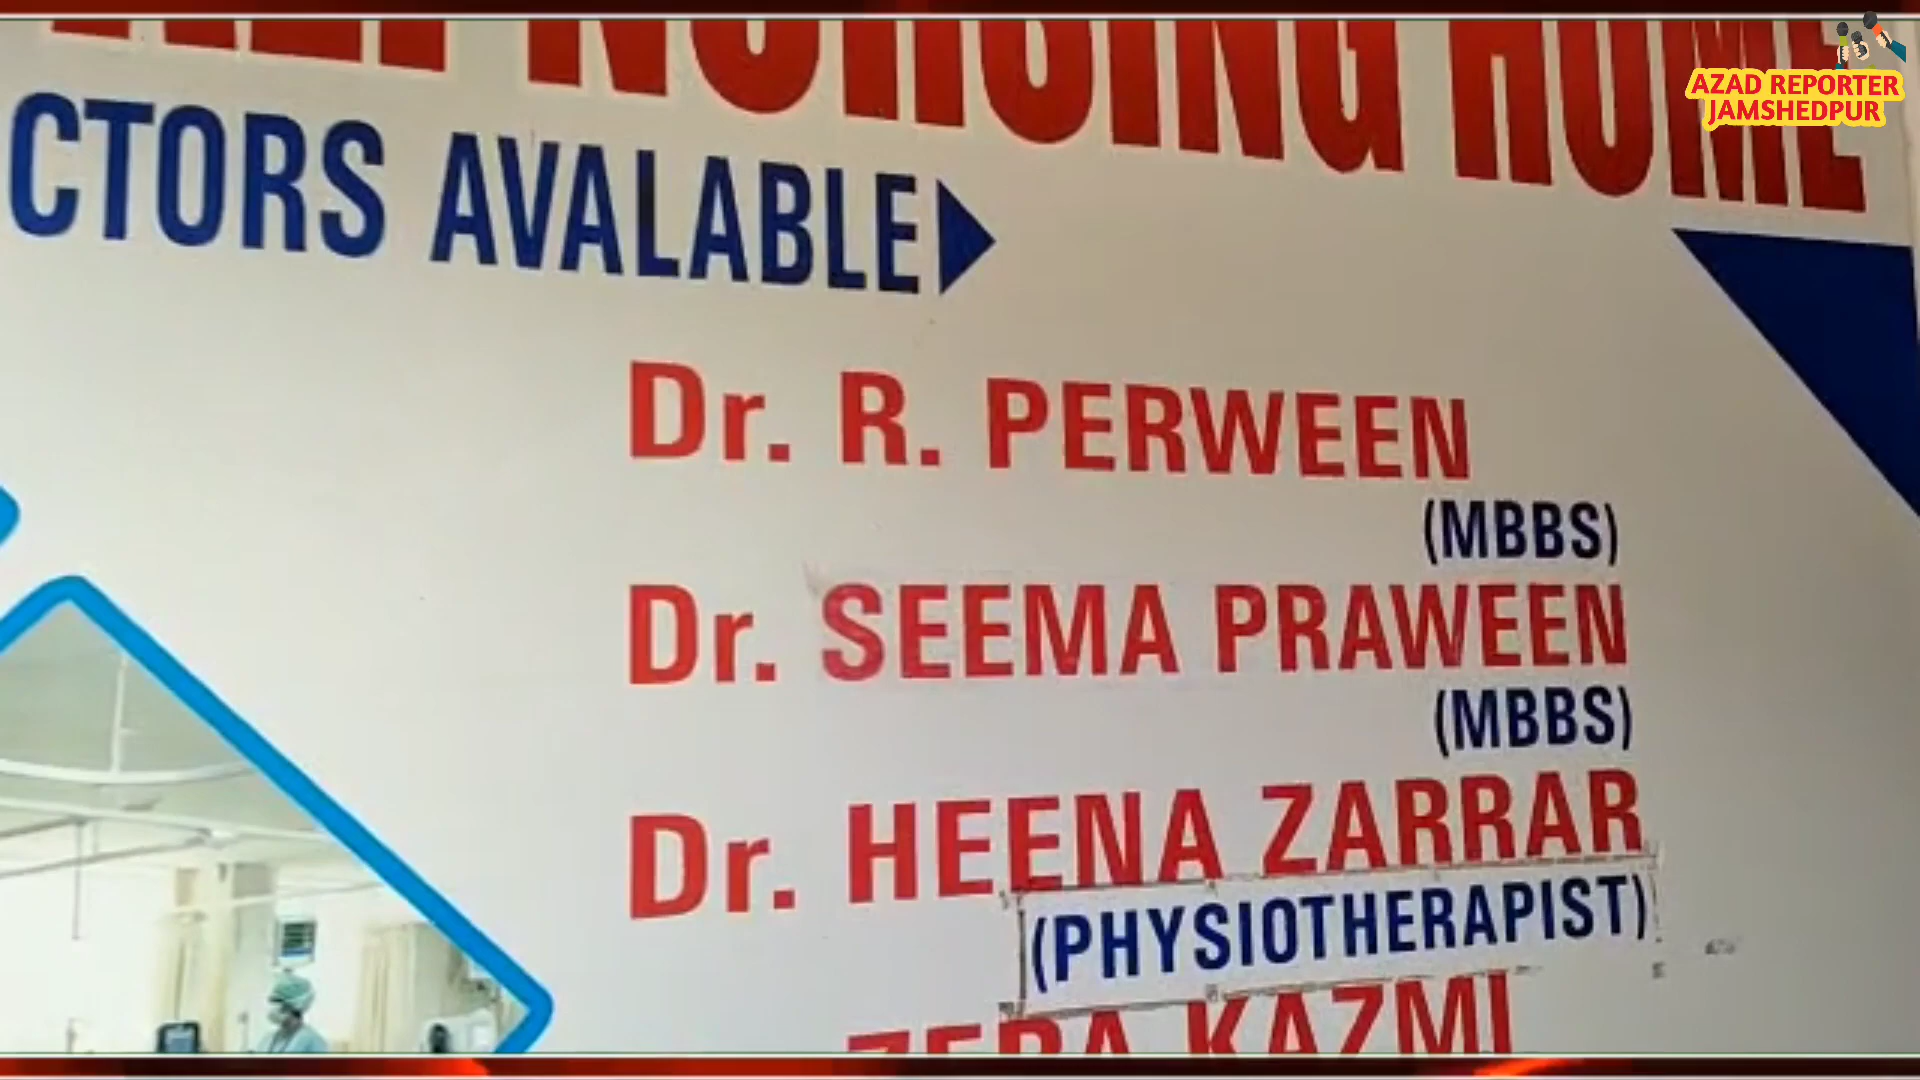 NURSING HOME
CTORS AVALABLE
Dr. R. PERWEEN
(MBBS)
Dr. SEEMA PRAWEEN
(MBBS)
Dr. HEENA ZARRAR
(PHYSIOTHERAPIST)
KAZMI
AZAD REPORTER
JAMSHEDPUR